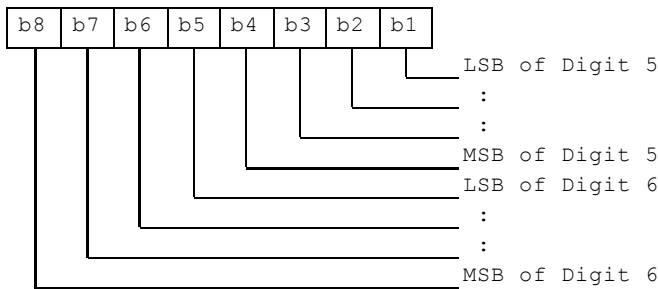 b8 b7 b6 b5 b4 b3 b2 b1
LSB of Digit 5
:
:
MSB of Digit 5
LSB of Digit 6
:
:
MSB of Digit 6